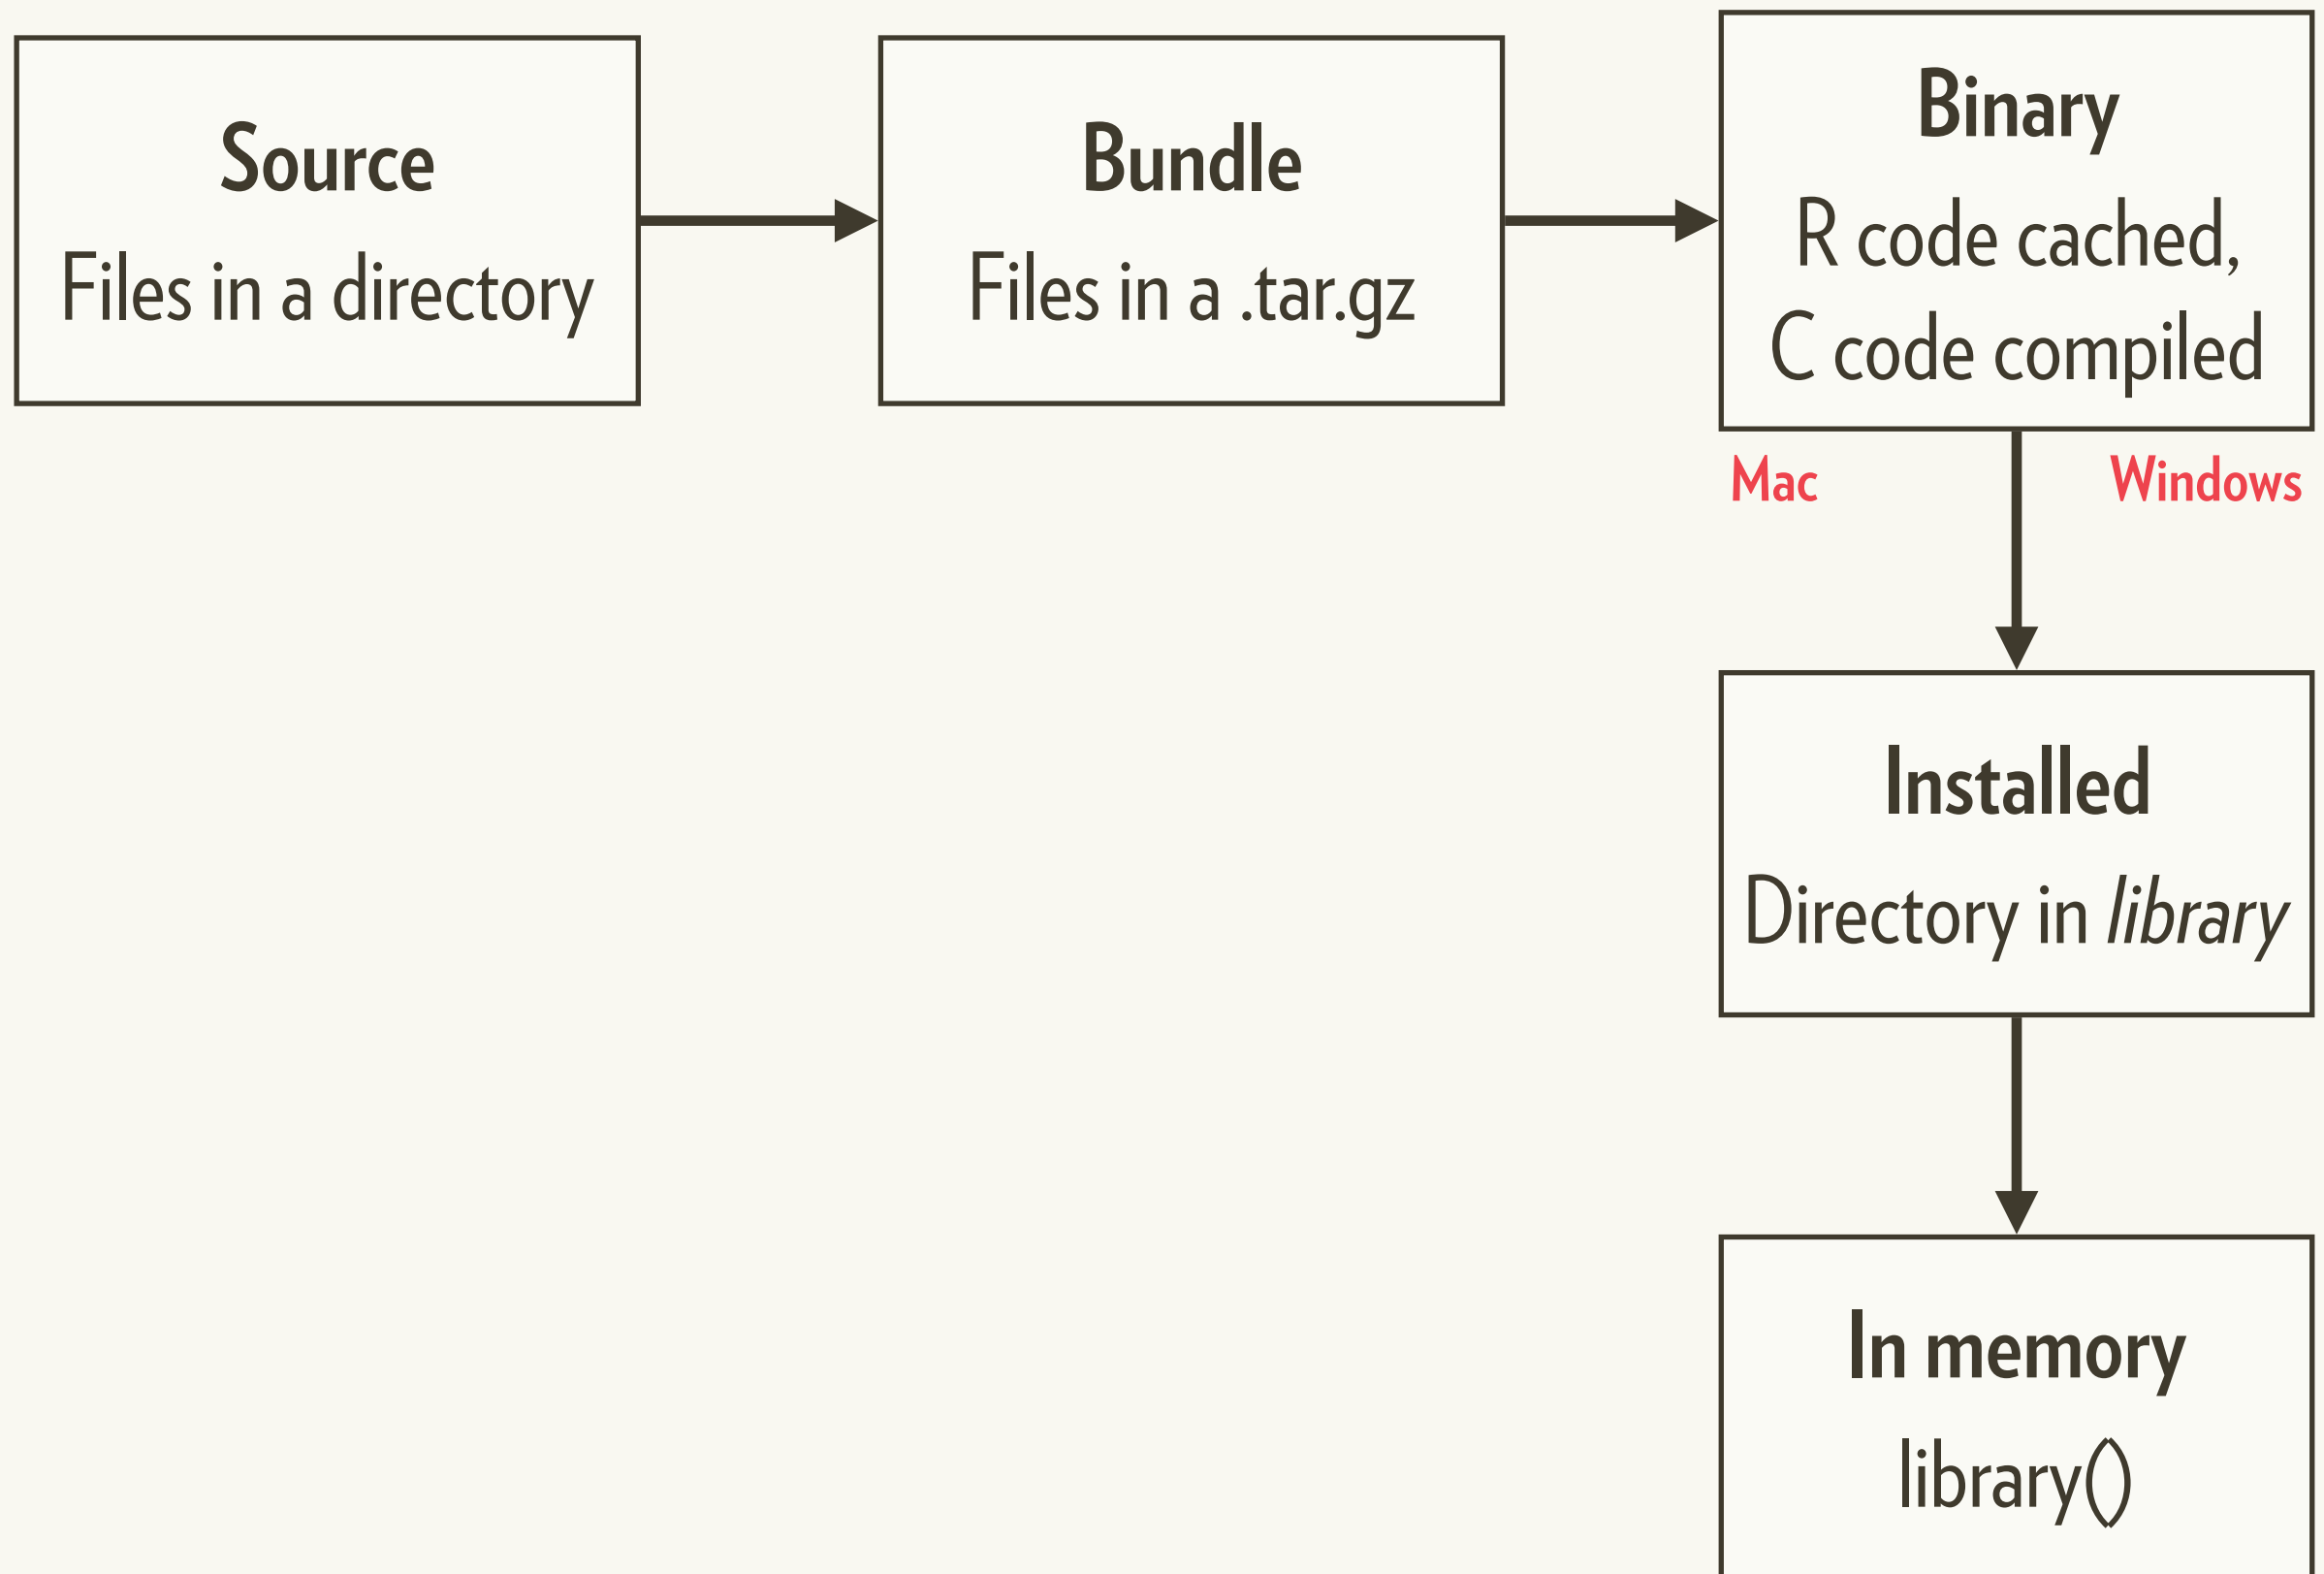 Source
Files in a directory
Bundle
Files in a .tar.gz
Binary
R code cached,
C code compiled
Mac
Windows
Installed
Directory in library
In memory
library()